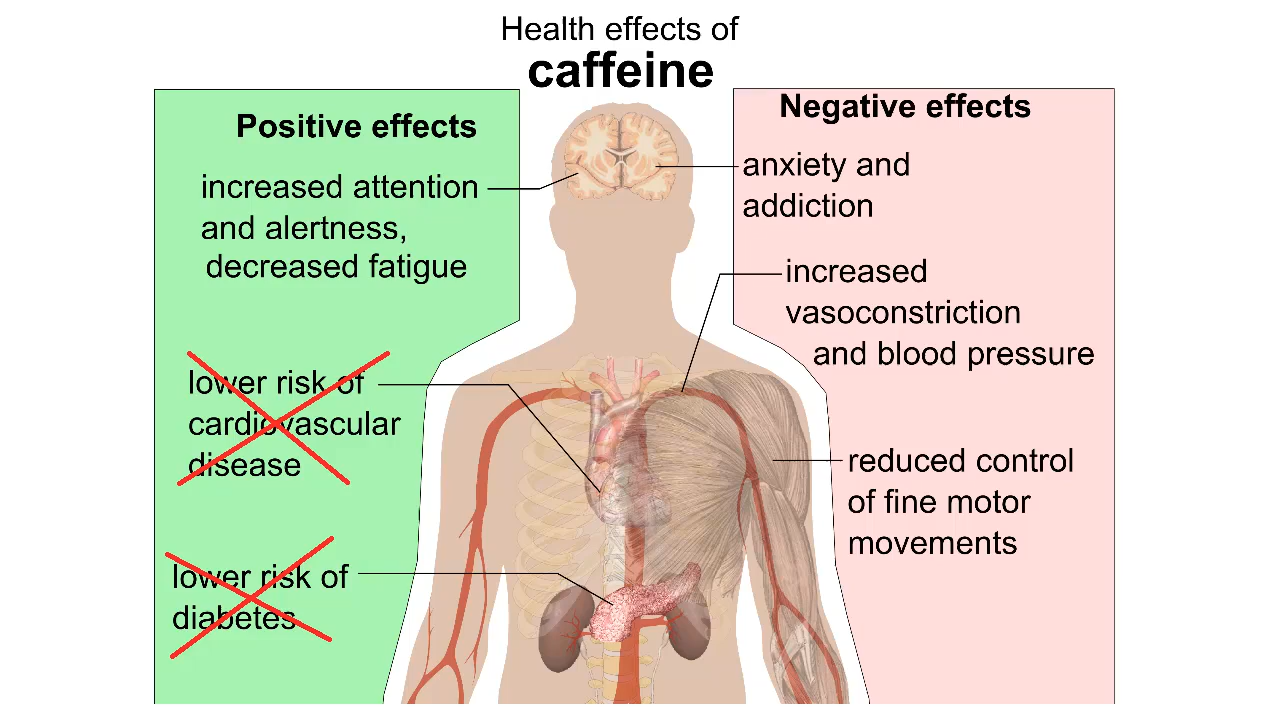 Health effects of
caffeine
Positive effects
increased attention
and alertness,
decreased fatigue
lower risk of
cardiovascular
disease
lower risk of
diabetes
Negative effects
anxiety and
addiction
increased
vasoconstriction
and blood pressure
reduced control
of fine motor
movements